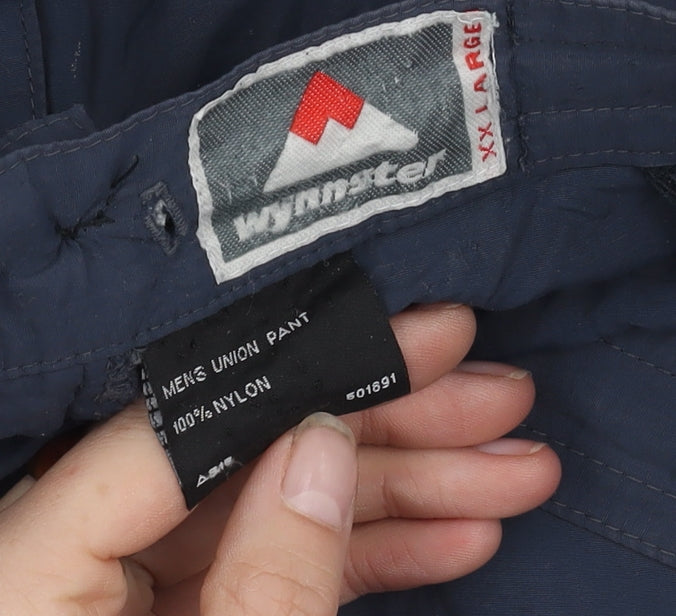 wynnster
XX LARGE
MENS UNION PANT
100% NYLON
501691